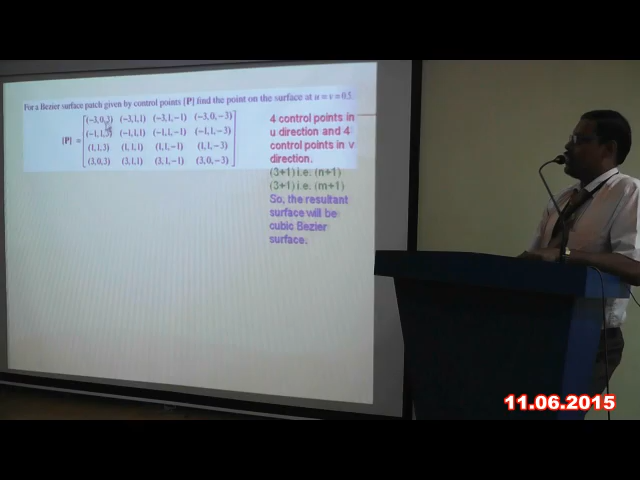 For a Bezier surface patch given by control points [P] find the point on the surface at u = v = 0.5.
[P] = 
(-3,0,3) (-3,1,1) (-3,1,-1) (-3,0,-3)
(-1,1,3) (-1,1,1) (-1,1,-1) (-1,1,-3)
(1,1,3) (1,1,1) (1,1,-1) (1,1,-3)
(3,0,3) (3,1,1) (3,1,-1) (3,0,-3)
4 control points in
u direction and 4
control points in v
direction.
(3+1) i.e. (n+1)
(3+1) i.e. (m+1)
So, the resultant
surface will be
cubic Bezier
surface.
11.06.2015